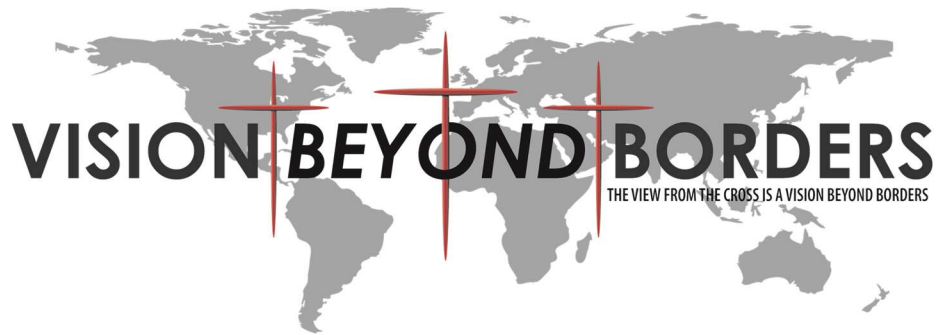 VISION BEYOND BORDERS
THE VIEW FROM THE CROSS IS A VISION BEYOND BORDERS